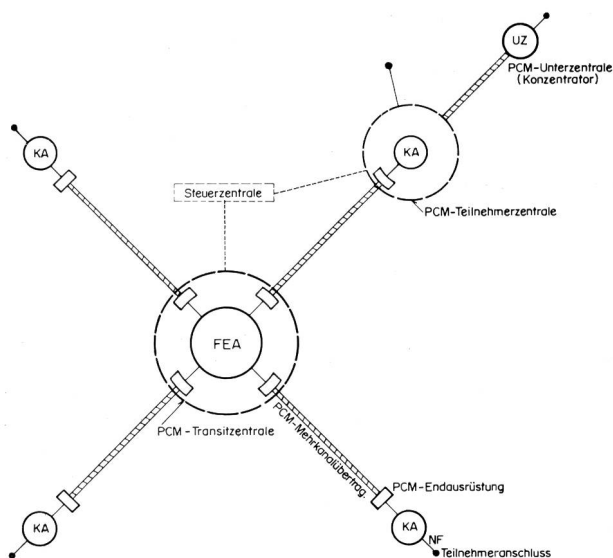 UZ
PCM-Unterzentrale
(Konzentrator)
KA
KA
Steuerzentrale
PCM-Teilnehmerzentrale
FEA
PCM-Transitzentrale
PCM-Mehrkanalübertrag.
PCM-Endausrüstung
KA
KA
NF
Teilnehmeranschluss